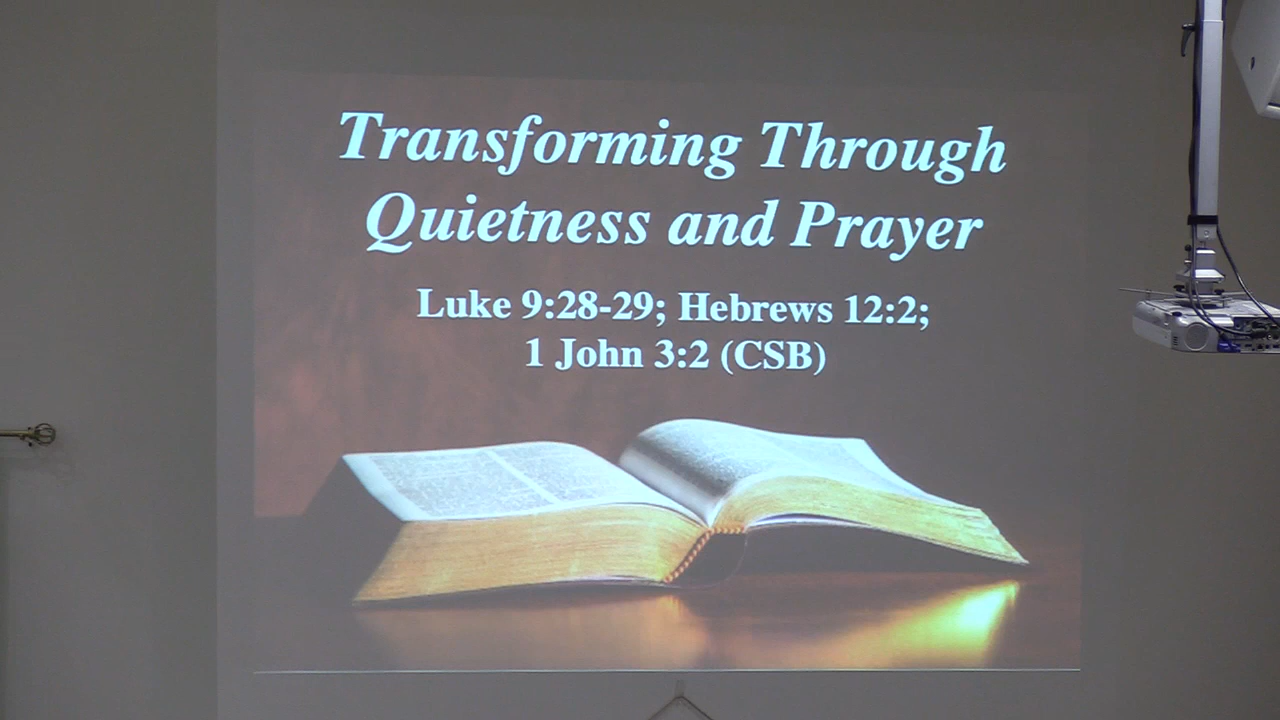 Transforming Through
Quietness and Prayer
Luke 9:28-29; Hebrews 12:2;
1 John 3:2 (CSB)